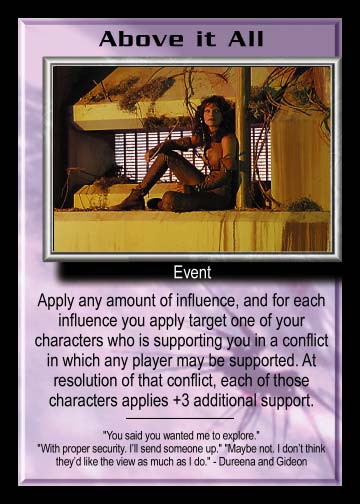 Above it All
Event
Apply any amount of influence, and for each
influence you apply target one of your
characters who is supporting you in a conflict
in which any player may be supported. At
resolution of that conflict, each of those
characters applies +3 additional support.
"You said you wanted me to explore."
"With proper security. I'll send someone up." "Maybe not. I don't think
they'd like the view as much as I do." - Dureena and Gideon